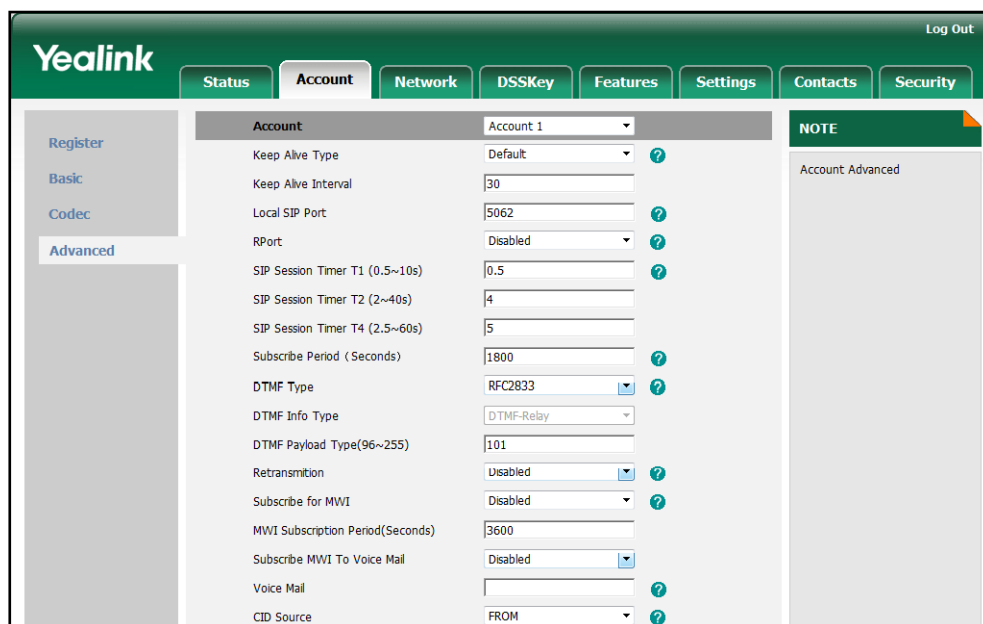 Log Out
Yealink
Status Account Network DSSKey Features Settings Contacts Security
Register
Basic
Codec
Advanced
Account Account 1
Keep Alive Type Default ?
Keep Alive Interval 30
Local SIP Port 5062 ?
RPort Disabled ?
SIP Session Timer T1 (0.5~10s) 0.5 ?
SIP Session Timer T2 (2~40s) 4
SIP Session Timer T4 (2.5~60s) 5
Subscribe Period (Seconds) 1800 ?
DTMF Type RFC2833 ?
DTMF Info Type DTMF-Relay
DTMF Payload Type(96~255) 101
Retransmition Disabled ?
Subscribe for MWI Disabled ?
MWI Subscription Period(Seconds) 3600
Subscribe MWI To Voice Mail Disabled
Voice Mail ?
CID Source FROM ?
NOTE
Account Advanced